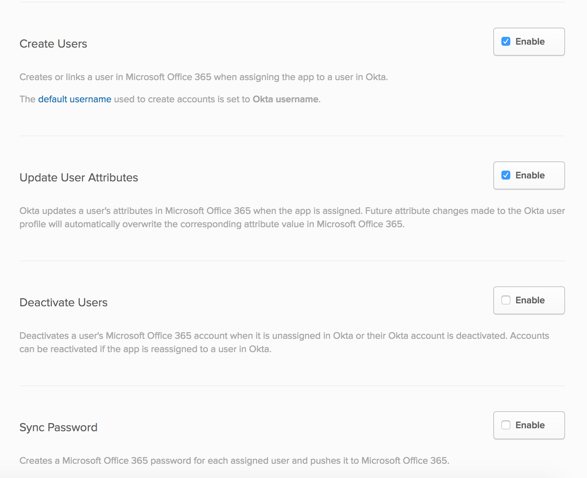 Create Users
Enable
Creates or links a user in Microsoft Office 365 when assigning the app to a user in Okta.
The default username used to create accounts is set to Okta username.
Update User Attributes
Enable
Okta updates a user's attributes in Microsoft Office 365 when the app is assigned. Future attribute changes made to the Okta user
profile will automatically overwrite the corresponding attribute value in Microsoft Office 365.
Deactivate Users
Enable
Deactivates a user's Microsoft Office 365 account when it is unassigned in Okta or their Okta account is deactivated. Accounts
can be reactivated if the app is reassigned to a user in Okta.
Sync Password
Enable
Creates a Microsoft Office 365 password for each assigned user and pushes it to Microsoft Office 365.